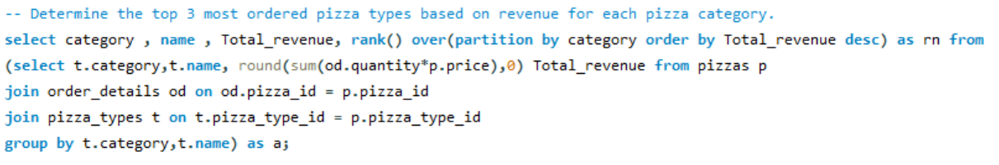 -- Determine the top 3 most ordered pizza types based on revenue for each pizza category.
select category , name , Total_revenue, rank() over(partition by category order by Total_revenue desc) as rn from
(select t.category,t.name, round(sum(od.quantity*p.price),0) Total_revenue from pizzas p
join order_details od on od.pizza_id = p.pizza_id
join pizza_types t on t.pizza_type_id = p.pizza_type_id
group by t.category,t.name) as a;